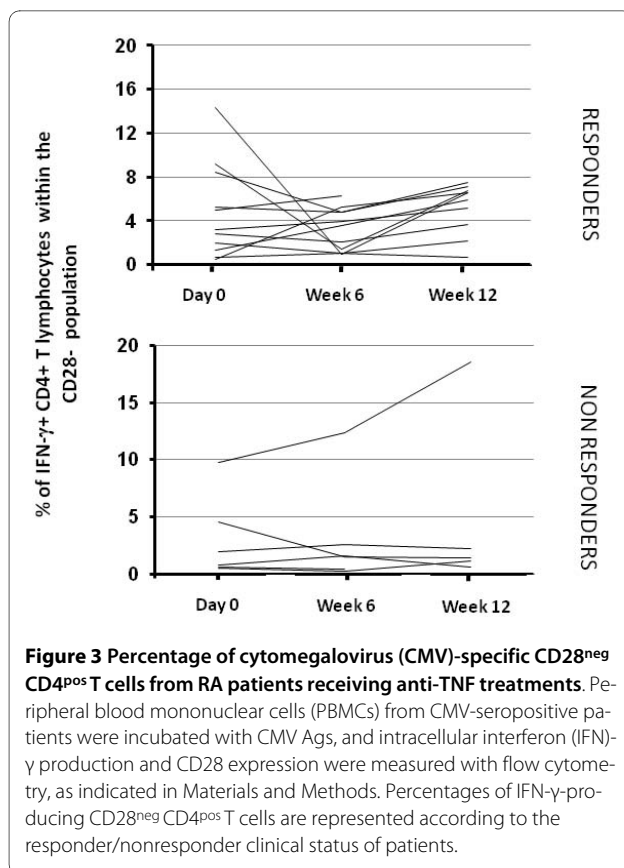 % of IFN-γ+ CD4+ T lymphocytes within the
CD28- population
20
16
12
8
4
0
Day 0 Week 6 Week 12
RESPONDERS
20
15
10
5
0
Day 0 Week 6 Week 12
NON RESPONDERS
Figure 3 Percentage of cytomegalovirus (CMV)-specific CD28neg
CD4pos T cells from RA patients receiving anti-TNF treatments. Pe-
ripheral blood mononuclear cells (PBMCs) from CMV-seropositive pa-
tients were incubated with CMV Ags, and intracellular interferon (IFN)-
γ production and CD28 expression were measured with flow cytome-
try, as indicated in Materials and Methods. Percentages of IFN-γ-pro-
ducing CD28neg CD4pos T cells are represented according to the
responder/nonresponder clinical status of patients.